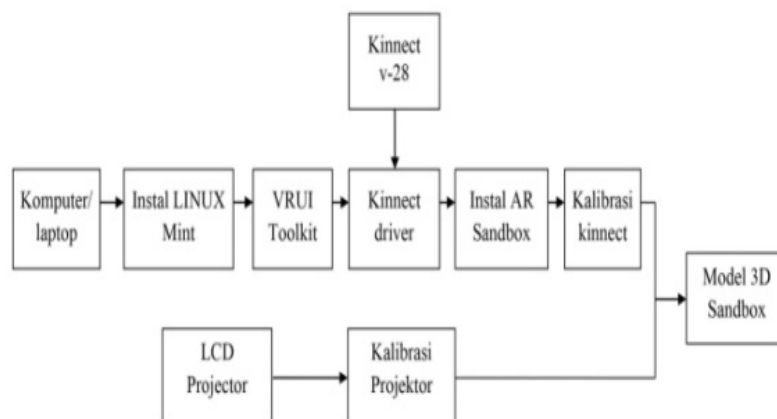 Kinnect
v-28
Komputer/
laptop
Instal LINUX
Mint
VRUI
Toolkit
Kinnect
driver
Instal AR
Sandbox
Kalibrasi
kinnect
Model 3D
Sandbox
LCD
Projector
Kalibrasi
Projektor